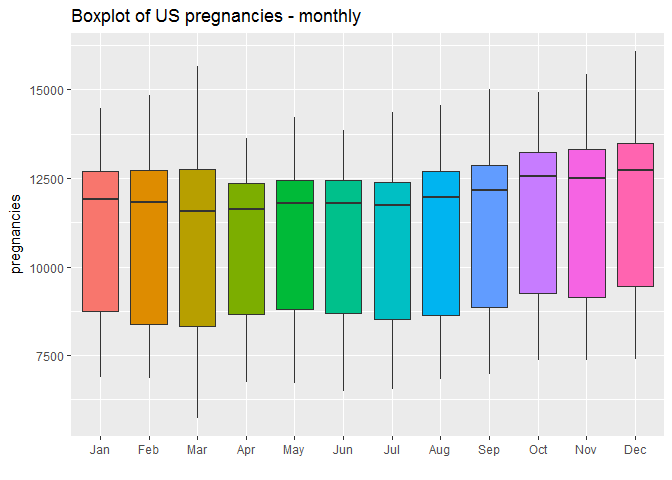 Boxplot of US pregnancies - monthly
pregnancies
15000
12500
10000
7500
Jan Feb Mar Apr May Jun Jul Aug Sep Oct Nov Dec